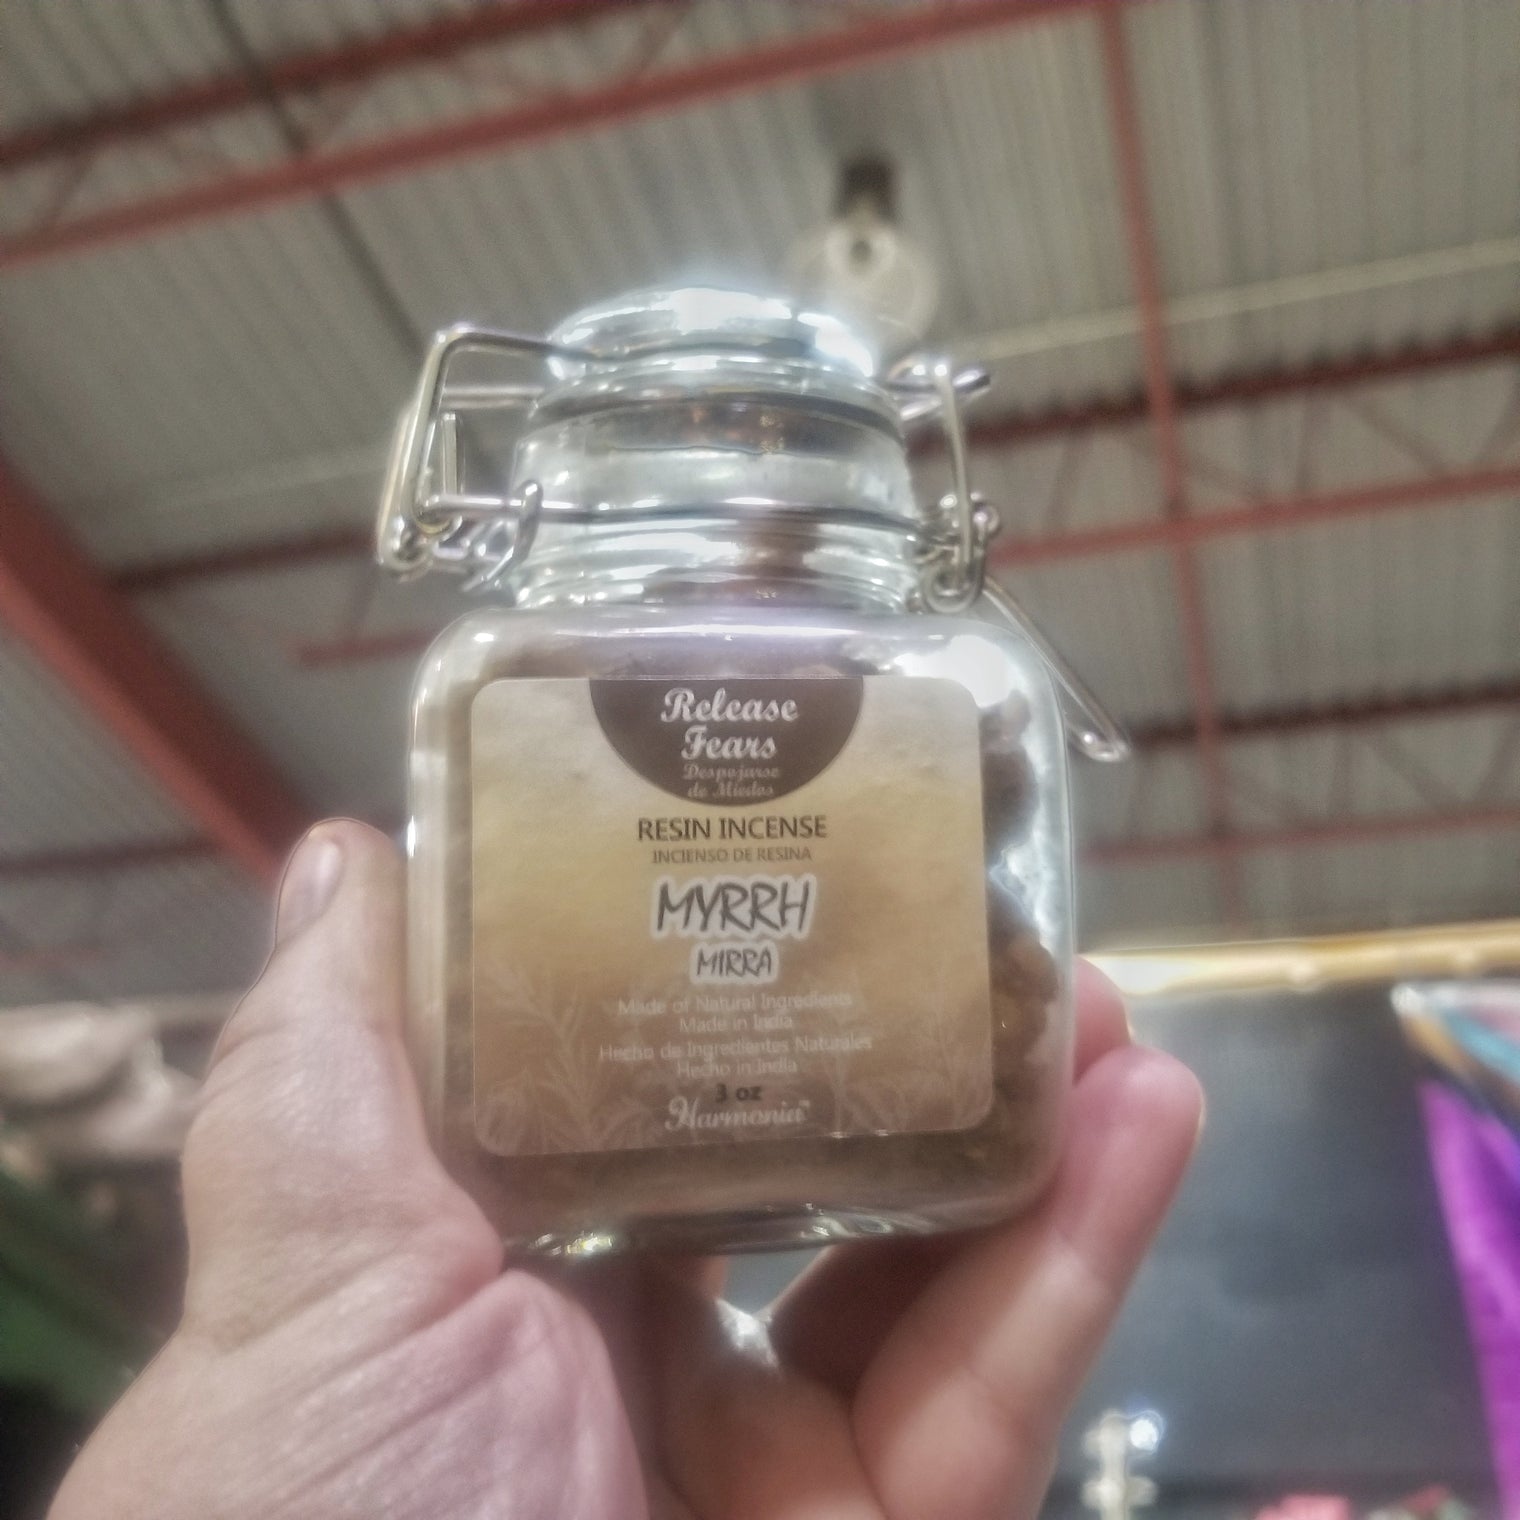 Release
Fears
Despojarse
de Miedos
RESIN INCENSE
INCIENSO DE RESINA
MYRRH
MIRRA
Made of Natural Ingredients
Made in India
Hecho de Ingredientes Naturales
Hecho in India
3 oz
Harmonia™